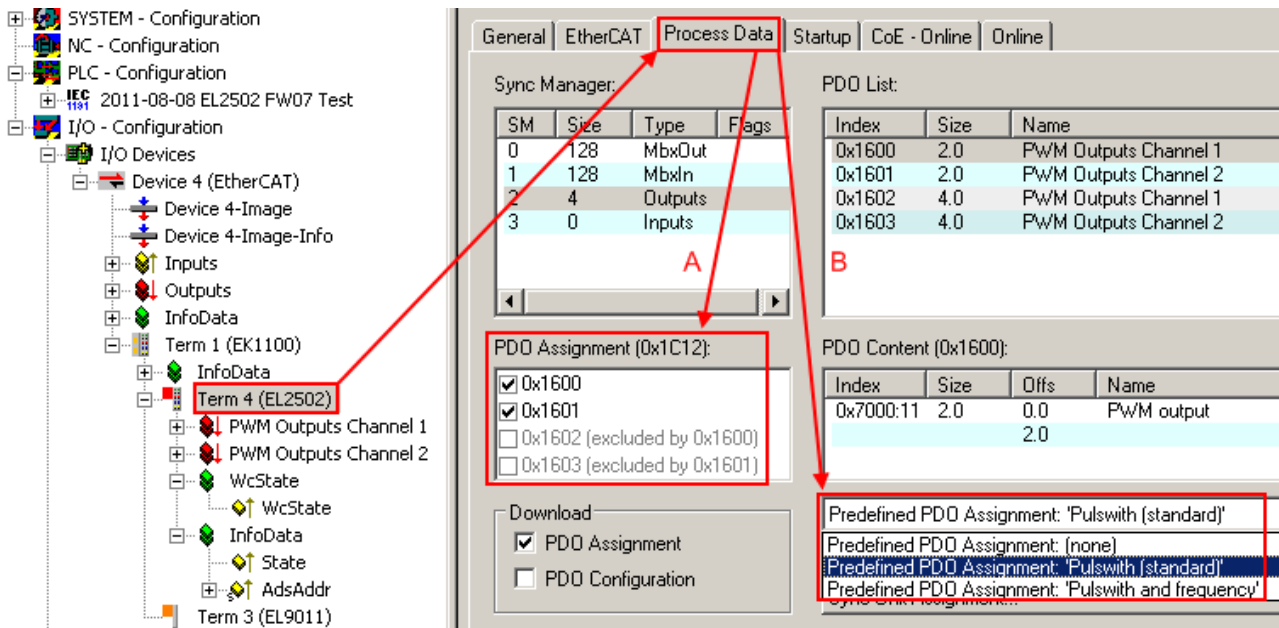 SYSTEM - Configuration
NC - Configuration
PLC - Configuration
IEC 1131 2011-08-08 EL2502 FW07 Test
I/O - Configuration
I/O Devices
Device 4 (EtherCAT)
Device 4-Image
Device 4-Image-Info
Inputs
Outputs
InfoData
Term 1 (EK1100)
InfoData
Term 4 (EL2502)
PWM Outputs Channel 1
PWM Outputs Channel 2
WcState
WcState
InfoData
State
AdsAddr
Term 3 (EL9011)
General EtherCAT Process Data Startup CoE - Online Online
Sync Manager:
SM Size Type Flags
0 128 MbxOut
1 128 MbxIn
2 4 Outputs
3 0 Inputs
A
PDO List:
Index Size Name
0x1600 2.0 PWM Outputs Channel 1
0x1601 2.0 PWM Outputs Channel 2
0x1602 4.0 PWM Outputs Channel 1
0x1603 4.0 PWM Outputs Channel 2
B
PDO Assignment (0x1C12):
0x1600
0x1601
0x1602 (excluded by 0x1600)
0x1603 (excluded by 0x1601)
PDO Content (0x1600):
Index Size Offs Name
0x7000:11 2.0 0.0 PWM output
2.0
Download
PDO Assignment
PDO Configuration
Predefined PDO Assignment: 'Pulswith (standard)'
Predefined PDO Assignment: (none)
Predefined PDO Assignment: 'Pulswith (standard)'
Predefined PDO Assignment: 'Pulswith and frequency'
Sync Unit Assignment...